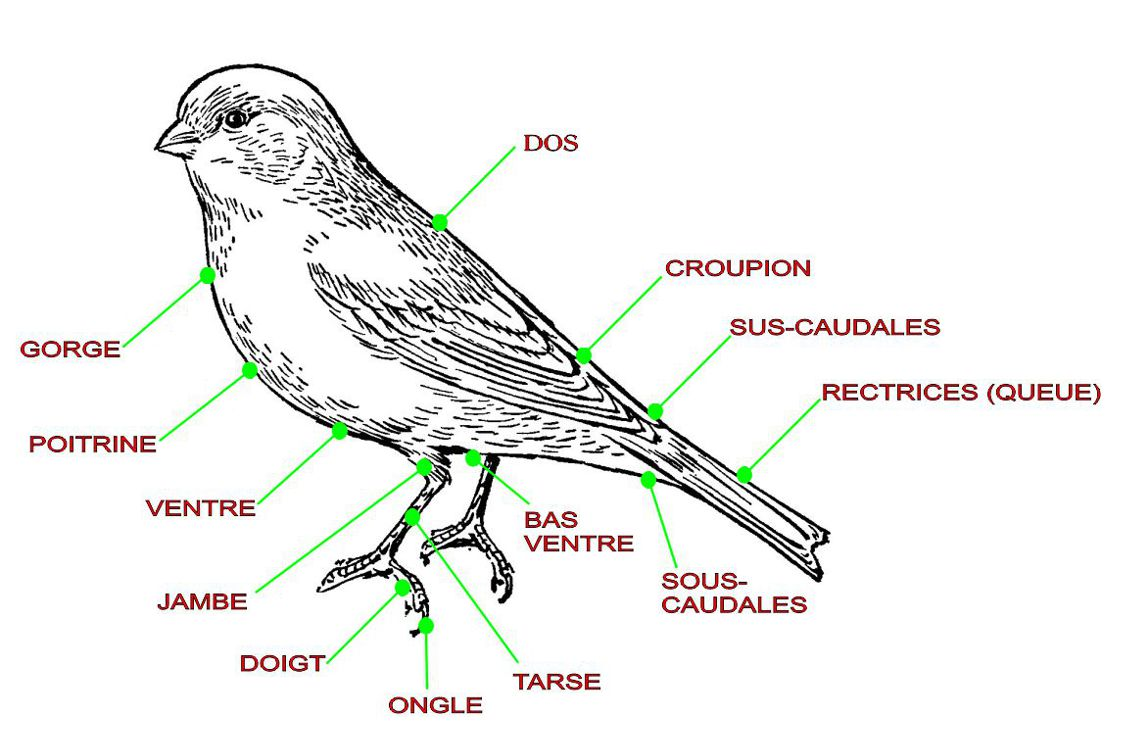 DOS
CROUPION
SUS-CAUDALES
GORGE
RECTRICES (QUEUE)
POITRINE
VENTRE
BAS
VENTRE
SOUS-
CAUDALES
JAMBE
DOIGT
TARSE
ONGLE